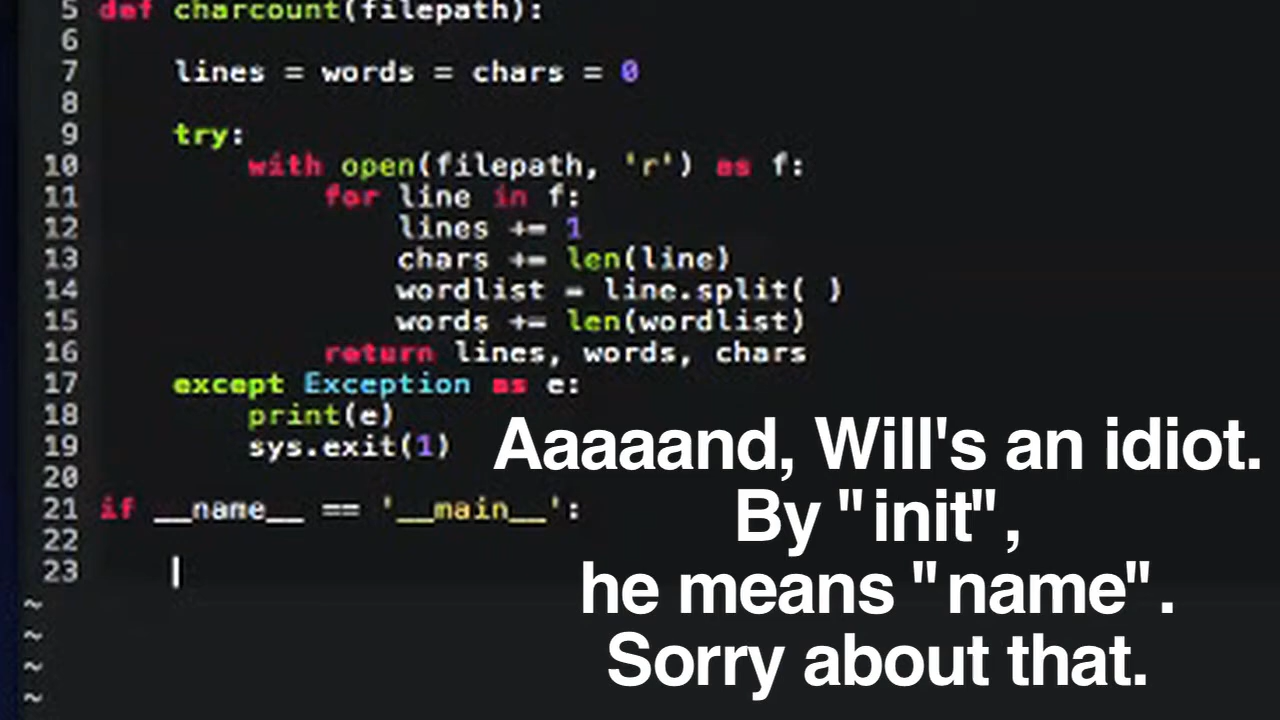 5 def charcount(filepath):
6
7 lines = words = chars = 0
8
9 try:
10 with open(filepath, 'r') as f:
11 for line in f:
12 lines += 1
13 chars += len(line)
14 wordlist = line.split( )
15 words += len(wordlist)
16 return lines, words, chars
17 except Exception as e:
18 print(e)
19 sys.exit(1)
20
21 if __name__ == '__main__':
22
23
~
~
~
~
Aaaaand, Will's an idiot.
By "init",
he means "name".
Sorry about that.